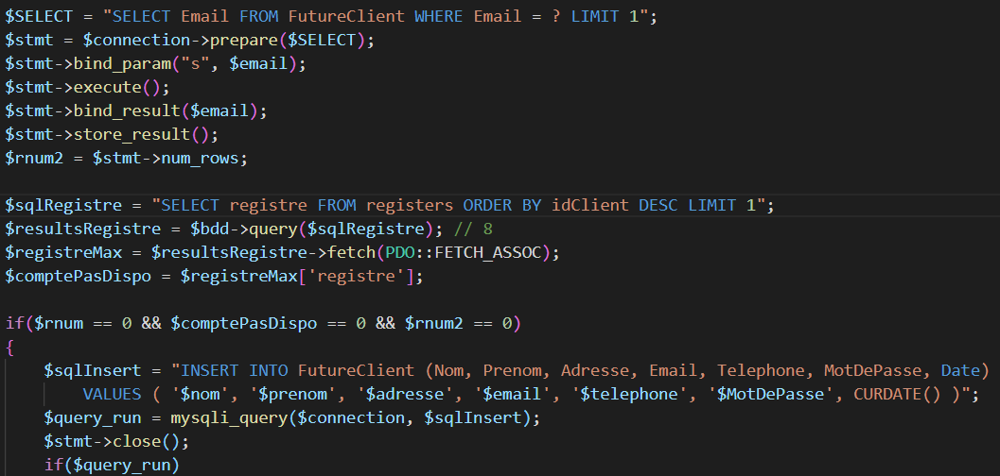 $SELECT = "SELECT Email FROM FutureClient WHERE Email = ? LIMIT 1";
$stmt = $connection->prepare($SELECT);
$stmt->bind_param("s", $email);
$stmt->execute();
$stmt->bind_result($email);
$stmt->store_result();
$rnum2 = $stmt->num_rows;
$sqlRegistre = "SELECT registre FROM registers ORDER BY idClient DESC LIMIT 1";
$resultsRegistre = $bdd->query($sqlRegistre); // 8
$registreMax = $resultsRegistre->fetch(PDO::FETCH_ASSOC);
$comptePasDispo = $registreMax['registre'];
if($rnum == 0 && $comptePasDispo == 0 && $rnum2 == 0)
{
$sqlInsert = "INSERT INTO FutureClient (Nom, Prenom, Adresse, Email, Telephone, MotDePasse, Date)
VALUES ( '$nom', '$prenom', '$adresse', '$email', '$telephone', '$MotDePasse', CURDATE() )";
$query_run = mysqli_query($connection, $sqlInsert);
$stmt->close();
if($query_run)